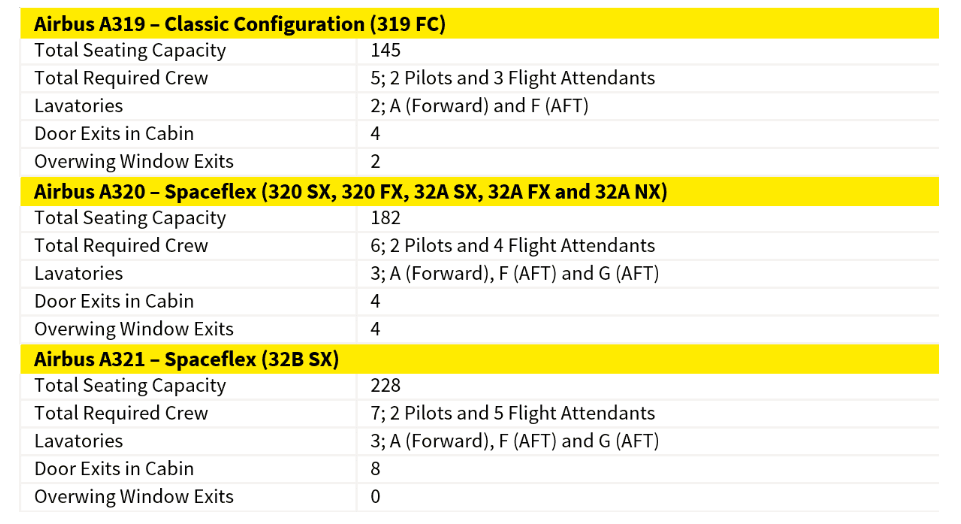 Airbus A319 – Classic Configuration (319 FC)
Total Seating Capacity 145
Total Required Crew 5; 2 Pilots and 3 Flight Attendants
Lavatories 2; A (Forward) and F (AFT)
Door Exits in Cabin 4
Overwing Window Exits 2
Airbus A320 – Spaceflex (320 SX, 320 FX, 32A SX, 32A FX and 32A NX)
Total Seating Capacity 182
Total Required Crew 6; 2 Pilots and 4 Flight Attendants
Lavatories 3; A (Forward), F (AFT) and G (AFT)
Door Exits in Cabin 4
Overwing Window Exits 4
Airbus A321 – Spaceflex (32B SX)
Total Seating Capacity 228
Total Required Crew 7; 2 Pilots and 5 Flight Attendants
Lavatories 3; A (Forward), F (AFT) and G (AFT)
Door Exits in Cabin 8
Overwing Window Exits 0